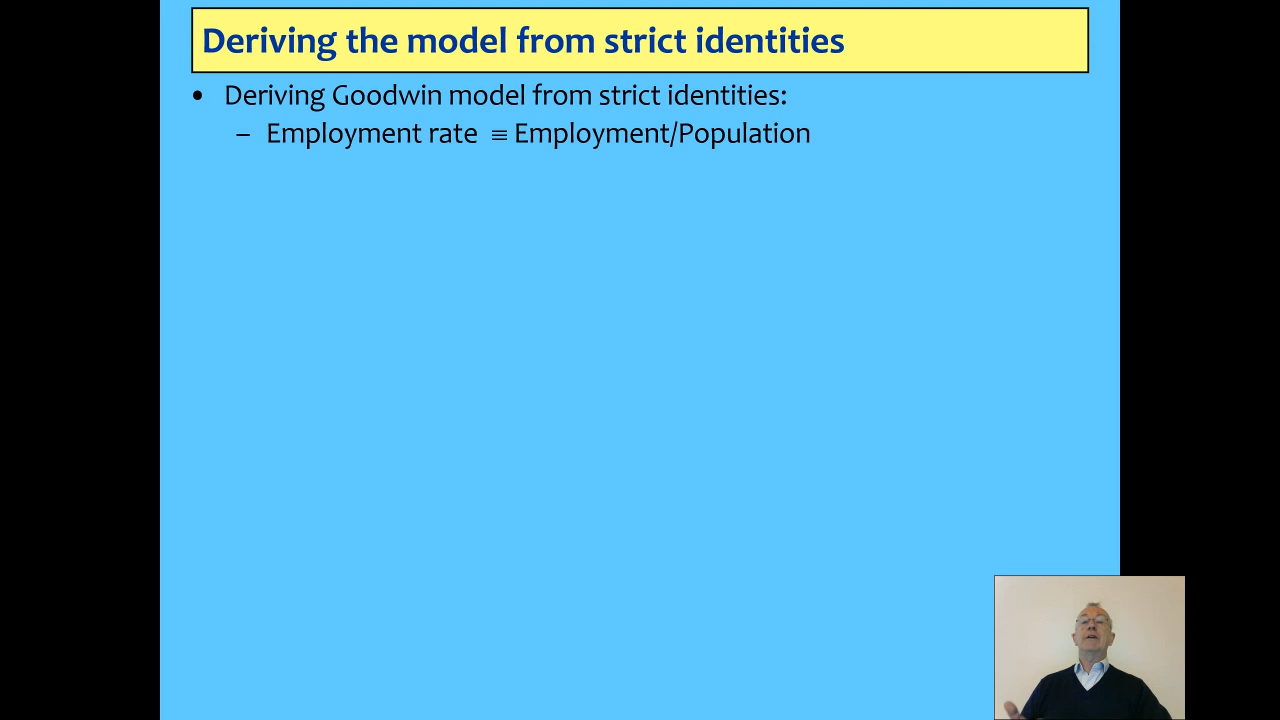 Deriving the model from strict identities
• Deriving Goodwin model from strict identities:
– Employment rate ≡ Employment/Population